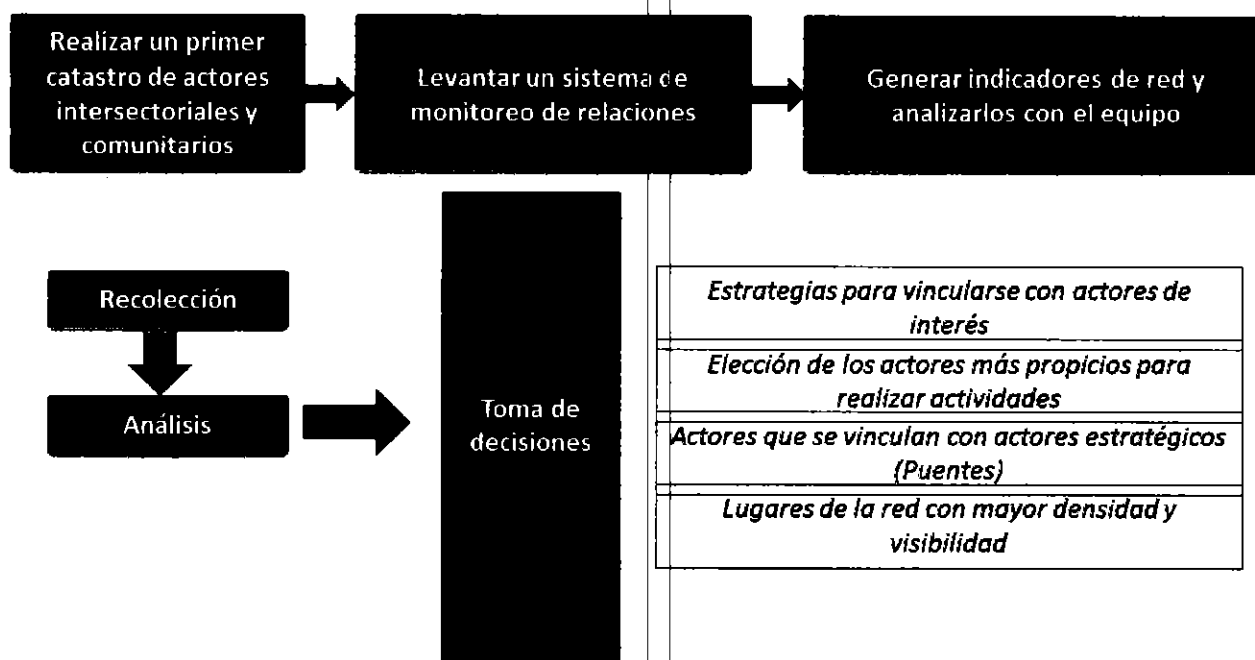 Realizar un primer
catastro de actores
intersectoriales y
comunitarios
Levantar un sistema de
monitoreo de relaciones
Generar indicadores de red y
analizarlos con el equipo
Recolección
Análisis
Toma de
decisiones
Estrategias para vincularse con actores de
interés
Elección de los actores más propicios para
realizar actividades
Actores que se vinculan con actores estratégicos
(Puentes)
Lugares de la red con mayor densidad y
visibilidad